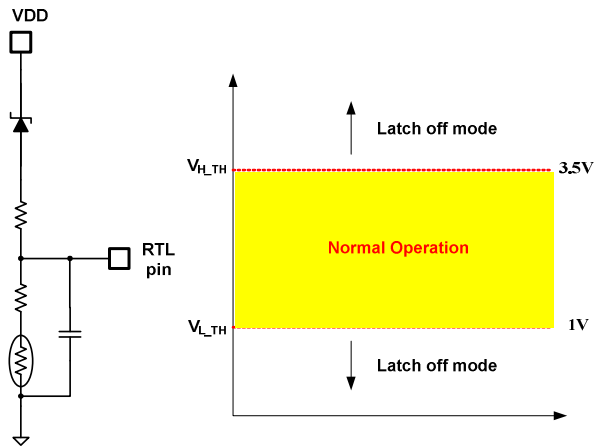 VDD
RTL
pin
Latch off mode
V_H_TH
3.5V
Normal Operation
V_L_TH
1V
Latch off mode